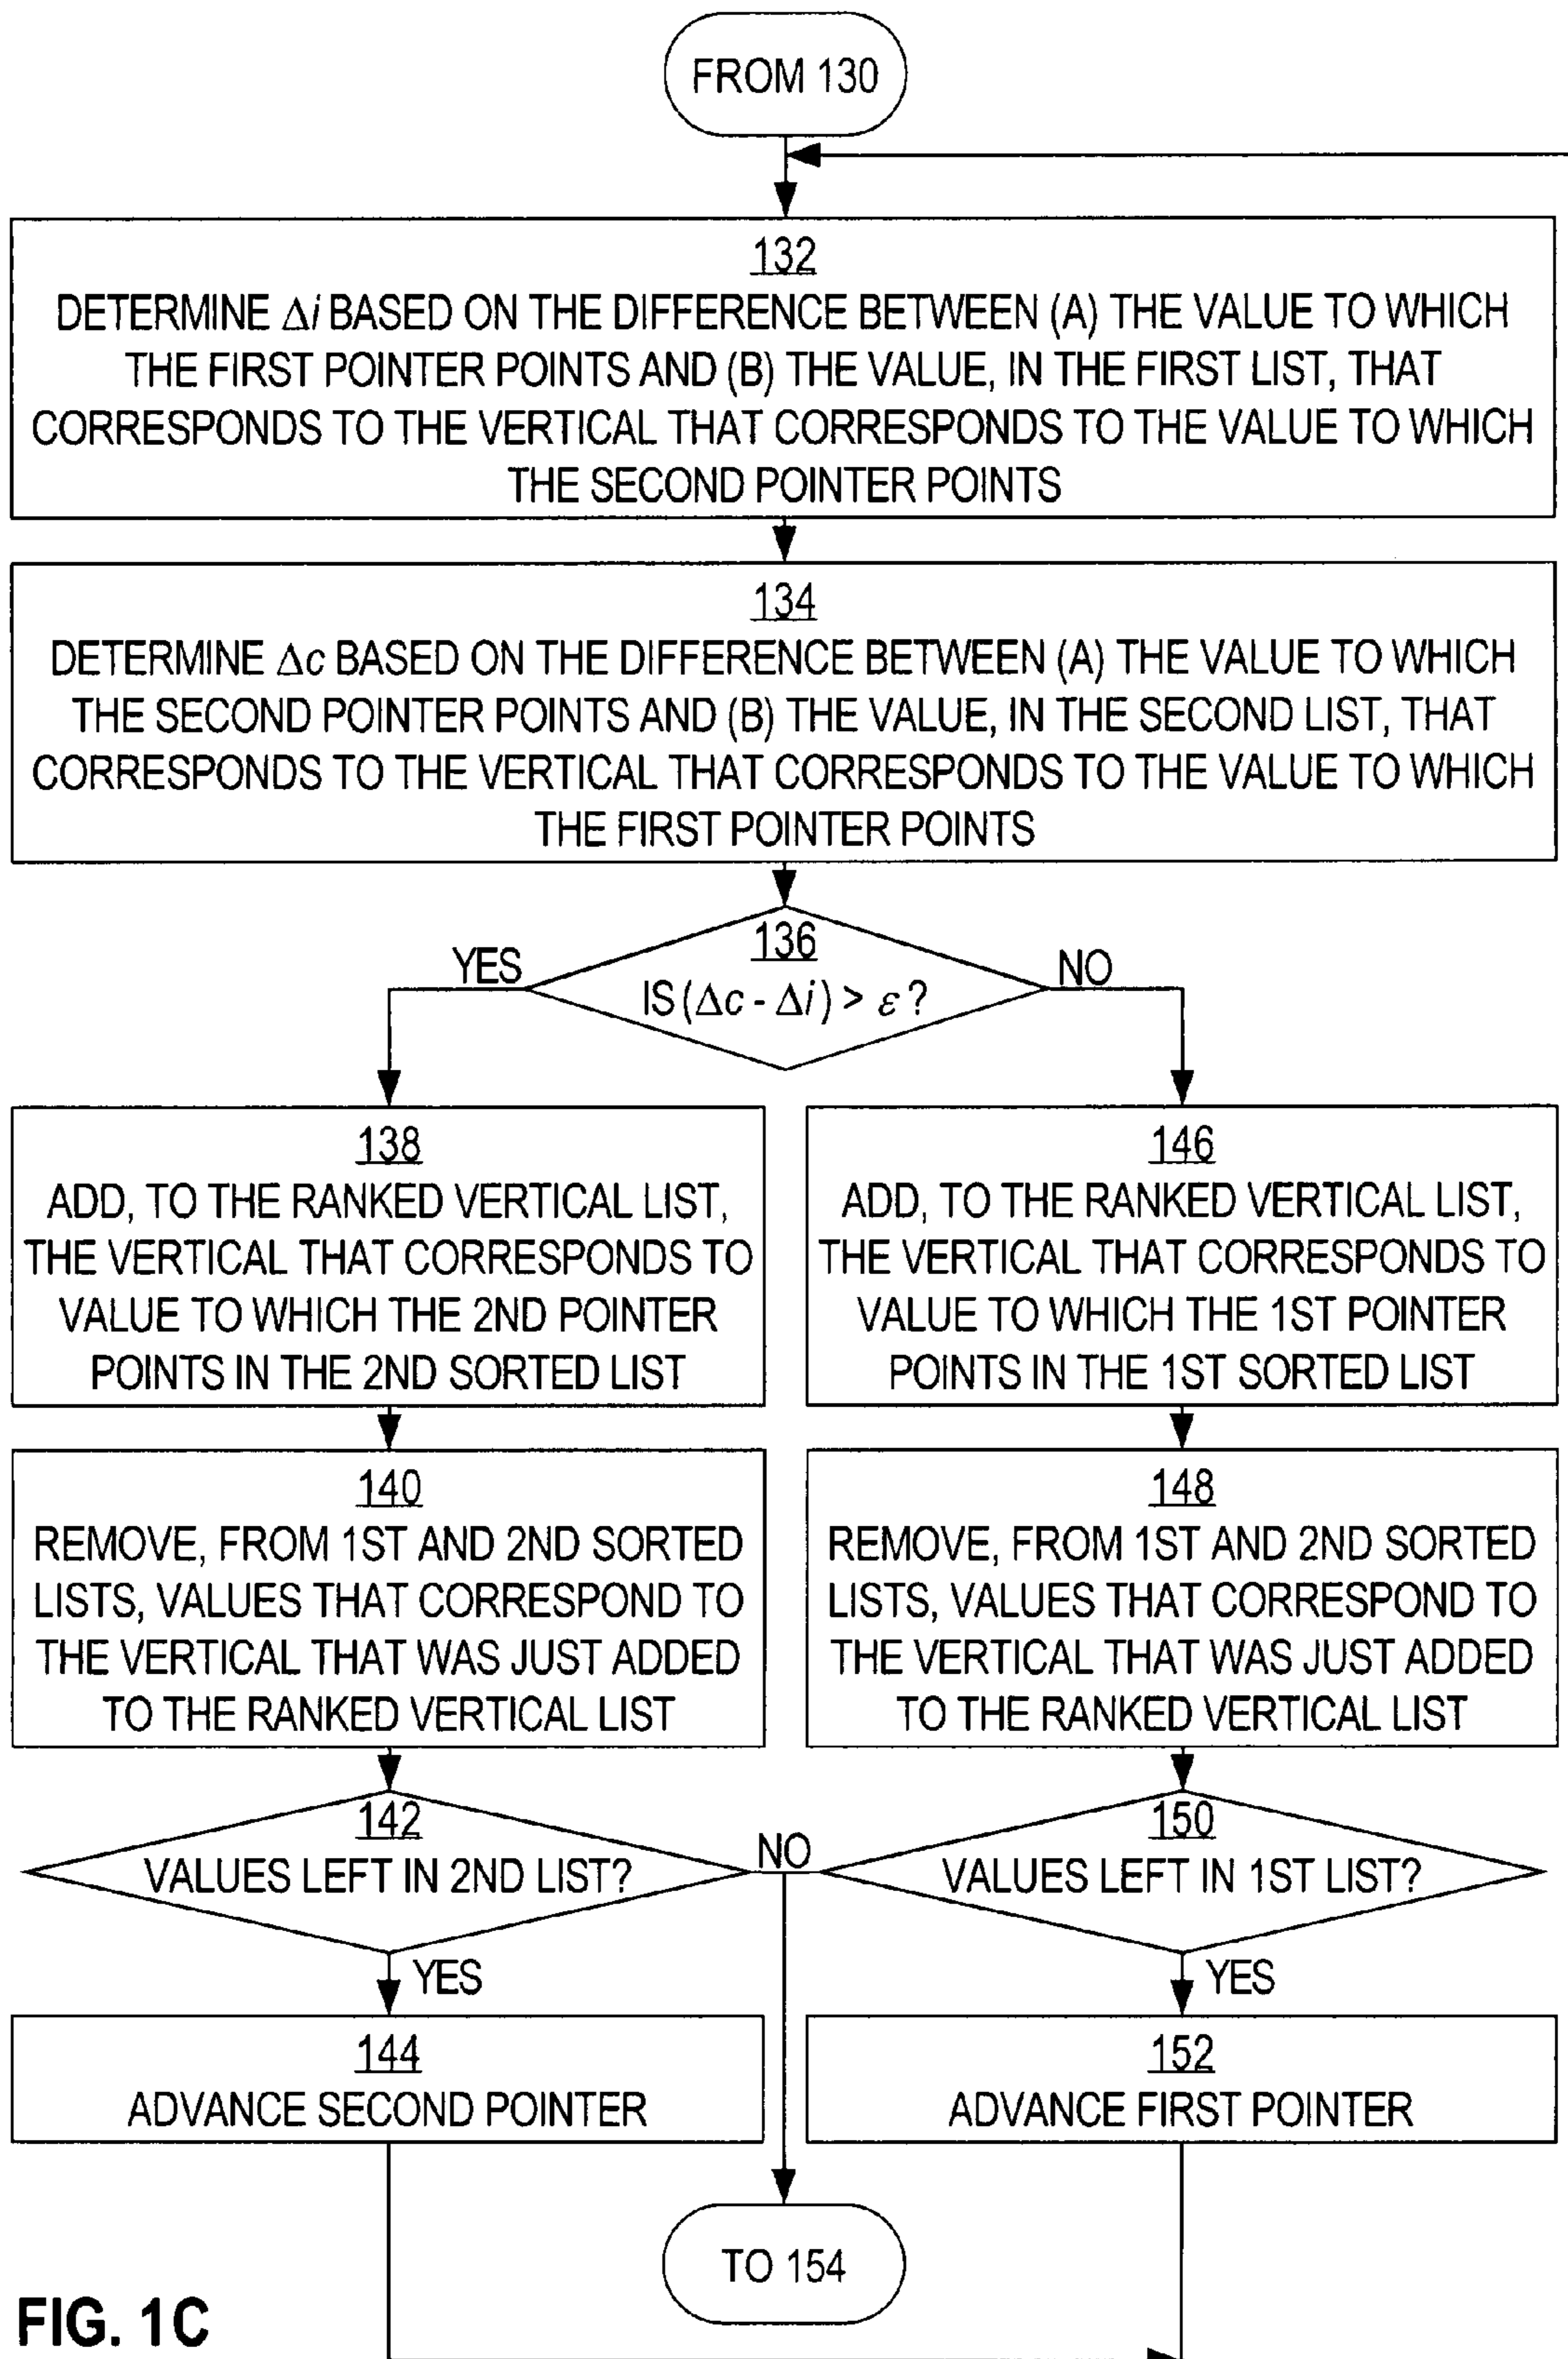 FROM 130
132
DETERMINE Δi BASED ON THE DIFFERENCE BETWEEN (A) THE VALUE TO WHICH
THE FIRST POINTER POINTS AND (B) THE VALUE, IN THE FIRST LIST, THAT
CORRESPONDS TO THE VERTICAL THAT CORRESPONDS TO THE VALUE TO WHICH
THE SECOND POINTER POINTS
134
DETERMINE Δc BASED ON THE DIFFERENCE BETWEEN (A) THE VALUE TO WHICH
THE SECOND POINTER POINTS AND (B) THE VALUE, IN THE SECOND LIST, THAT
CORRESPONDS TO THE VERTICAL THAT CORRESPONDS TO THE VALUE TO WHICH
THE FIRST POINTER POINTS
136
IS (Δc - Δi) > ε ?
YES
NO
138
ADD, TO THE RANKED VERTICAL LIST,
THE VERTICAL THAT CORRESPONDS TO
VALUE TO WHICH THE 2ND POINTER
POINTS IN THE 2ND SORTED LIST
146
ADD, TO THE RANKED VERTICAL LIST,
THE VERTICAL THAT CORRESPONDS TO
VALUE TO WHICH THE 1ST POINTER
POINTS IN THE 1ST SORTED LIST
140
REMOVE, FROM 1ST AND 2ND SORTED
LISTS, VALUES THAT CORRESPOND TO
THE VERTICAL THAT WAS JUST ADDED
TO THE RANKED VERTICAL LIST
148
REMOVE, FROM 1ST AND 2ND SORTED
LISTS, VALUES THAT CORRESPOND TO
THE VERTICAL THAT WAS JUST ADDED
TO THE RANKED VERTICAL LIST
142
VALUES LEFT IN 2ND LIST?
NO
150
VALUES LEFT IN 1ST LIST?
YES
YES
144
ADVANCE SECOND POINTER
152
ADVANCE FIRST POINTER
TO 154
FIG. 1C